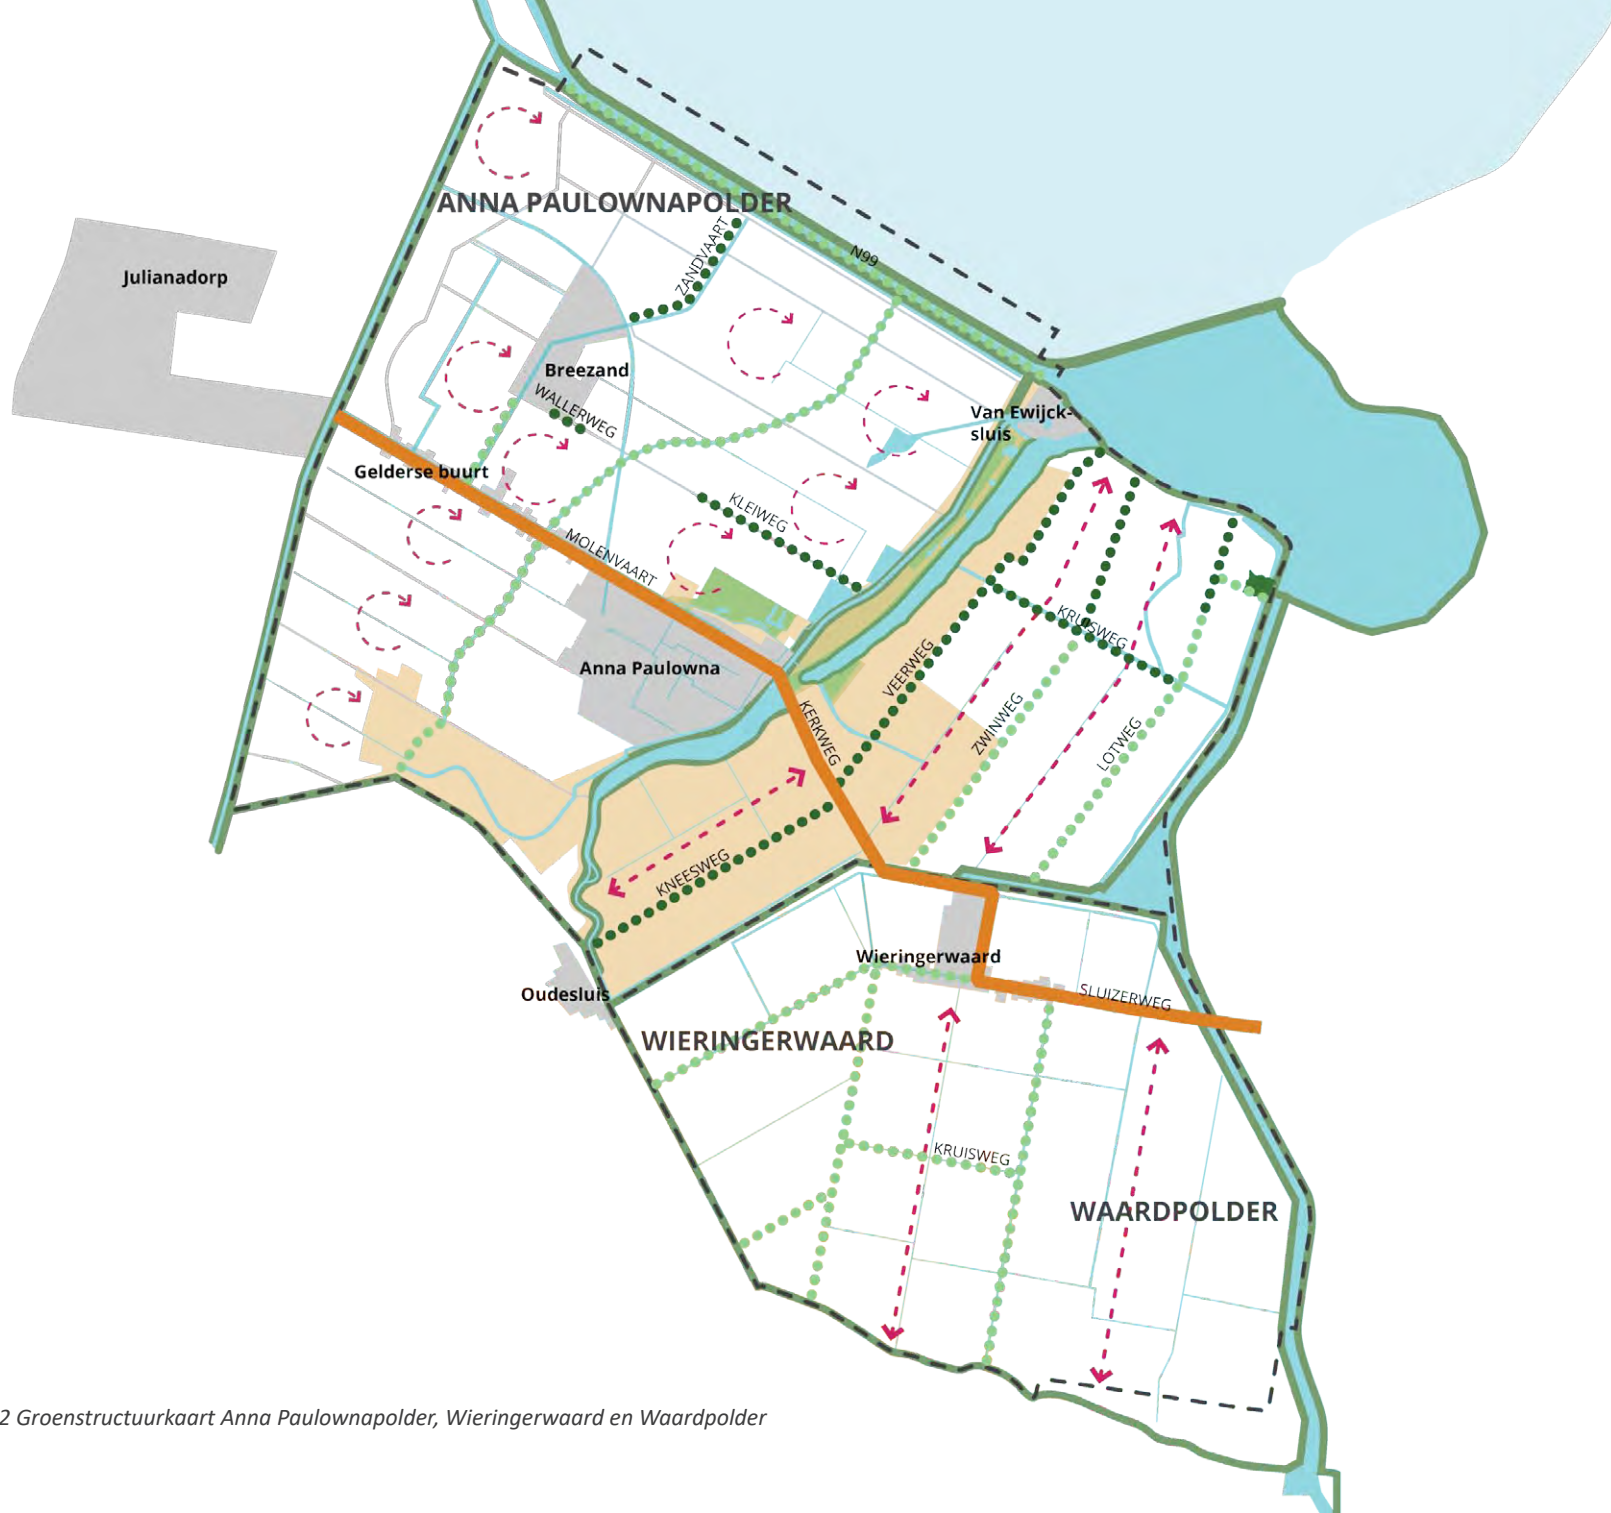 ANNA PAULOWNAPOLDER
ZANDVAART
N99
Julianadorp
Breezand
WALLERWEG
Van Ewijck-
sluis
Gelderse buurt
KLEIWEG
MOLENVAART
KRUISWEG
Anna Paulowna
VEERWEG
KERKWEG
ZWINWEG
LOTWEG
KNEESWEG
Wieringerwaard
Oudesluis
SLUIZERWEG
WIERINGERWAARD
KRUISWEG
WAARDPOLDER
2 Groenstructuurkaart Anna Paulownapolder, Wieringerwaard en Waardpolder